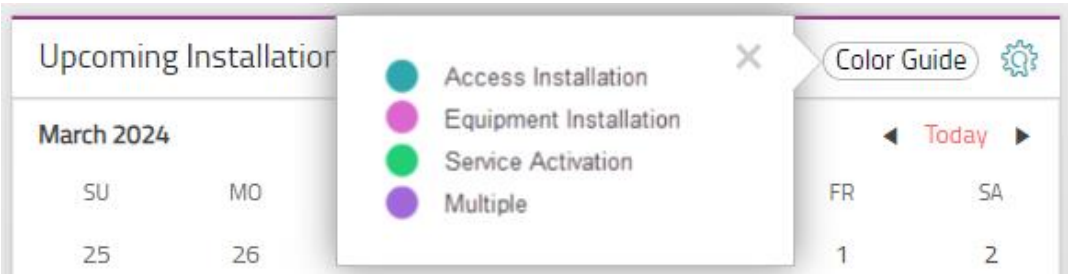 Upcoming Installation
Color Guide
Access Installation
Equipment Installation
Service Activation
Multiple
March 2024
Today
SU MO FR SA
25 26 1 2